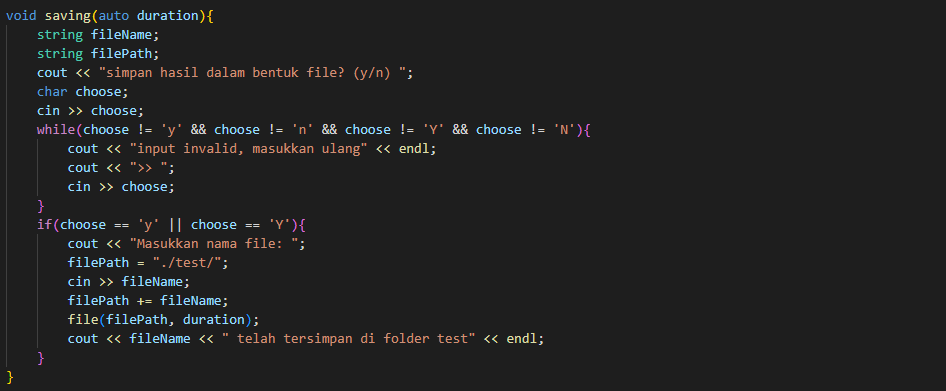 void saving(auto duration){
    string fileName;
    string filePath;
    cout << "simpan hasil dalam bentuk file? (y/n) ";
    char choose;
    cin >> choose;
    while(choose != 'y' && choose != 'n' && choose != 'Y' && choose != 'N'){
        cout << "input invalid, masukkan ulang" << endl;
        cout << ">> ";
        cin >> choose;
    }
    if(choose == 'y' || choose == 'Y'){
        cout << "Masukkan nama file: ";
        filePath = "./test/";
        cin >> fileName;
        filePath += fileName;
        file(filePath, duration);
        cout << fileName << " telah tersimpan di folder test" << endl;
    }
}